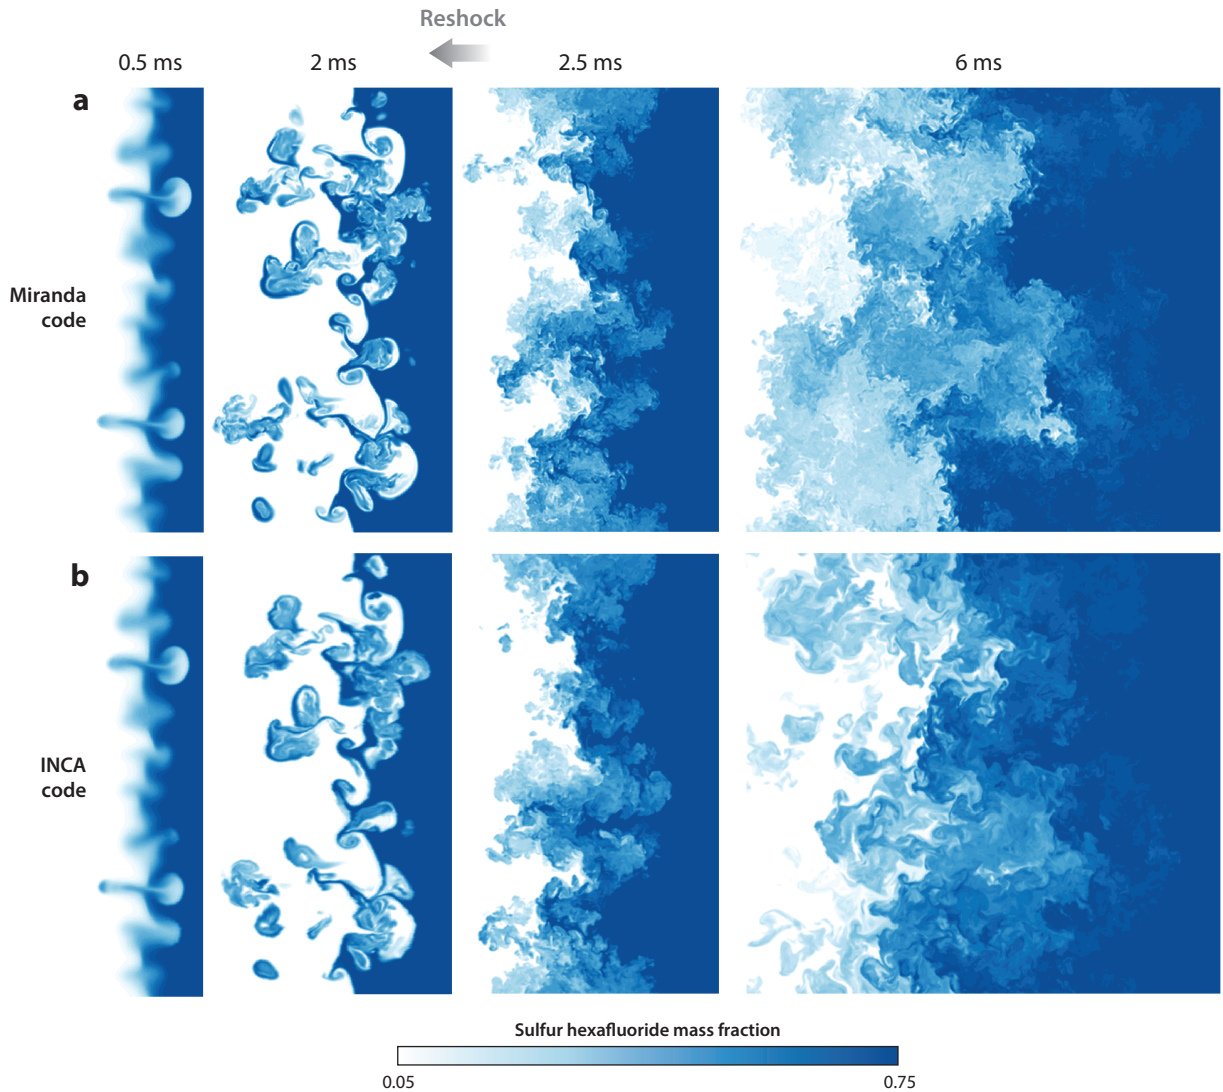 Reshock
0.5 ms
2 ms
2.5 ms
6 ms
a
Miranda
code
b
INCA
code
Sulfur hexafluoride mass fraction
0.05
0.75